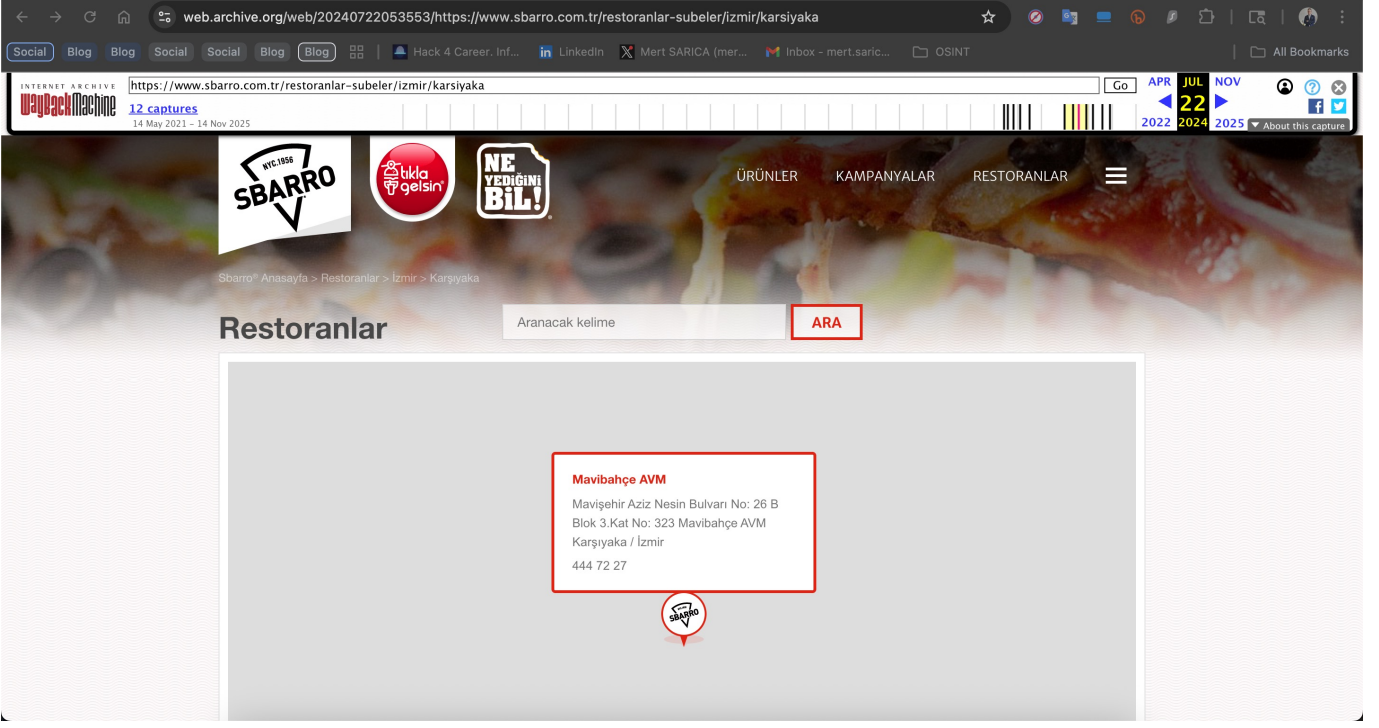 web.archive.org/web/20240722053553/https://www.sbarro.com.tr/restoranlar-subeler/izmir/karsiyaka
Social Blog Blog Social Social Blog Blog Hack 4 Career. Inf... LinkedIn Mert SARICA (mer... Inbox - mert.saric... OSINT All Bookmarks
INTERNET ARCHIVE
WayBackMachine
https://www.sbarro.com.tr/restoranlar-subeler/izmir/karsiyaka Go
APR JUL NOV
12 captures
22
14 May 2021 - 14 Nov 2025
2022 2024 2025 ▼ About this capture
NYC.1956
SBARRO
tıkla
gelsin
NE
YEDİĞİNİ
BİL!
ÜRÜNLER KAMPANYALAR RESTORANLAR
Sbarro® Anasayfa > Restoranlar > İzmir > Karşıyaka
Restoranlar
Aranacak kelime ARA
Mavibahçe AVM
Mavişehir Aziz Nesin Bulvarı No: 26 B
Blok 3.Kat No: 323 Mavibahçe AVM
Karşıyaka / İzmir
444 72 27
SBARRO